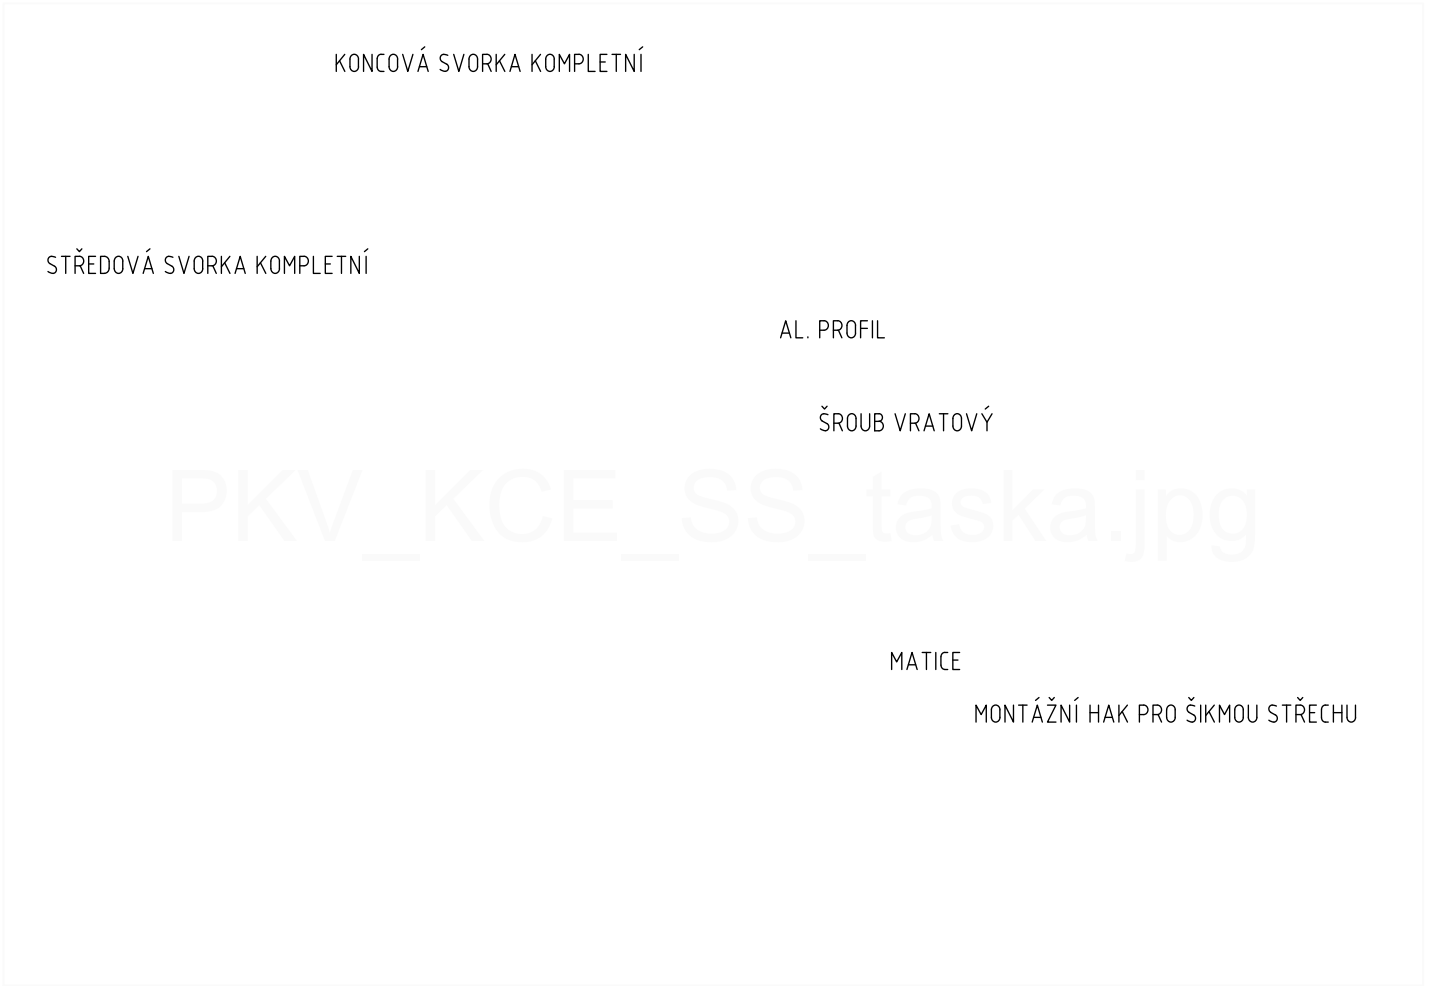 KONCOVÁ SVORKA KOMPLETNÍ
STŘEDOVÁ SVORKA KOMPLETNÍ
AL. PROFIL
ŠROUB VRATOVÝ
PKV_KCE_SS_taska.jpg
MATICE
MONTÁŽNÍ HAK PRO ŠIKMOU STŘECHU